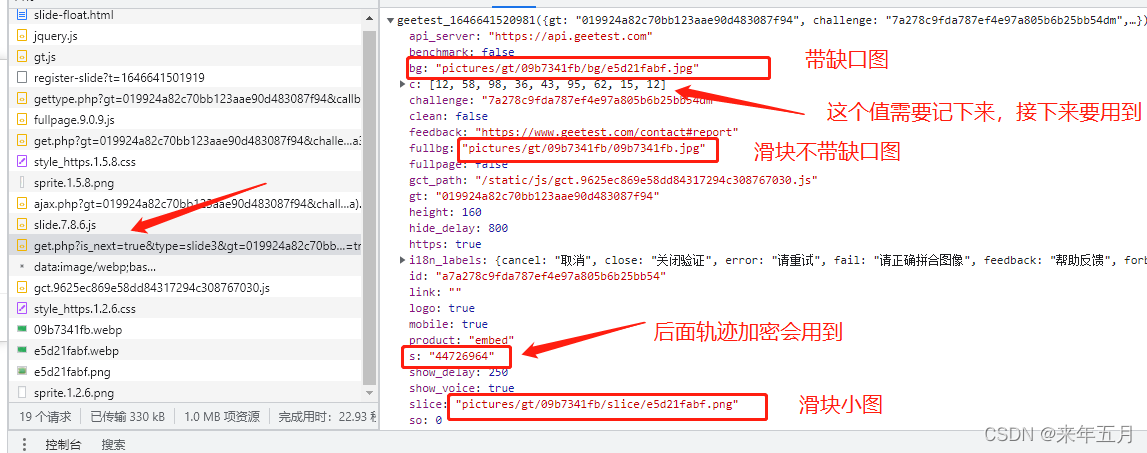 slide-float.html
jquery.js
gt.js
register-slide?t=1646641501919
gettype.php?gt=019924a82c70bb123aae90d483087f94&callb
fullpage.9.0.9.js
get.php?gt=019924a82c70bb123aae90d483087f94&challe...a3
style_https.1.5.8.css
sprite.1.5.8.png
ajax.php?gt=019924a82c70bb123aae90d483087f94&chall...a).
slide.7.8.6.js
get.php?is_next=true&type=slide3&gt=019924a82c70bb...=tr
data:image/webp;bas...
gct.9625ec869e58dd84317294c308767030.js
style_https.1.2.6.css
09b7341fb.webp
e5d21fabf.webp
e5d21fabf.png
sprite.1.2.6.png
19 个请求 已传输 330 kB 1.0 MB 项资源 完成用时: 22.93 秒
控制台 搜索
geetest_1646641520981({gt: "019924a82c70bb123aae90d483087f94", challenge: "7a278c9fda787ef4e97a805b6b25bb54dm",…})
api_server: "https://api.geetest.com"
benchmark: false
bg: "pictures/gt/09b7341fb/bg/e5d21fabf.jpg"
带缺口图
c: [12, 58, 98, 36, 43, 95, 62, 15, 12]
challenge: "7a278c9fda787ef4e97a805b6b25bb54dm"
这个值需要记下来，接下来要用到
clean: false
feedback: "https://www.geetest.com/contact#report"
fullbg: "pictures/gt/09b7341fb/09b7341fb.jpg"
滑块不带缺口图
fullpage: false
gct_path: "/static/js/gct.9625ec869e58dd84317294c308767030.js"
gt: "019924a82c70bb123aae90d483087f94"
height: 160
hide_delay: 800
https: true
i18n_labels: {cancel: "取消", close: "关闭验证", error: "请重试", fail: "请正确拼合图像", feedback: "帮助反馈", forb
id: "a7a278c9fda787ef4e97a805b6b25bb54"
link: ""
logo: true
mobile: true
后面轨迹加密会用到
product: "embed"
s: "44726964"
show_delay: 250
show_voice: true
slice: "pictures/gt/09b7341fb/slice/e5d21fabf.png"
滑块小图
so: 0
CSDN @来年五月